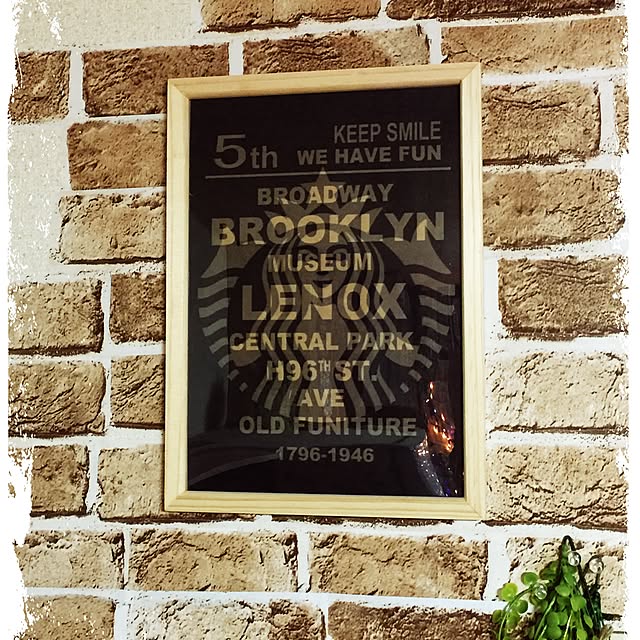 5th KEEP SMILE
WE HAVE FUN
BROADWAY
BROOKLYN
MUSEUM
LENOX
CENTRAL PARK
H96TH ST.
AVE
OLD FUNITURE
1796-1946